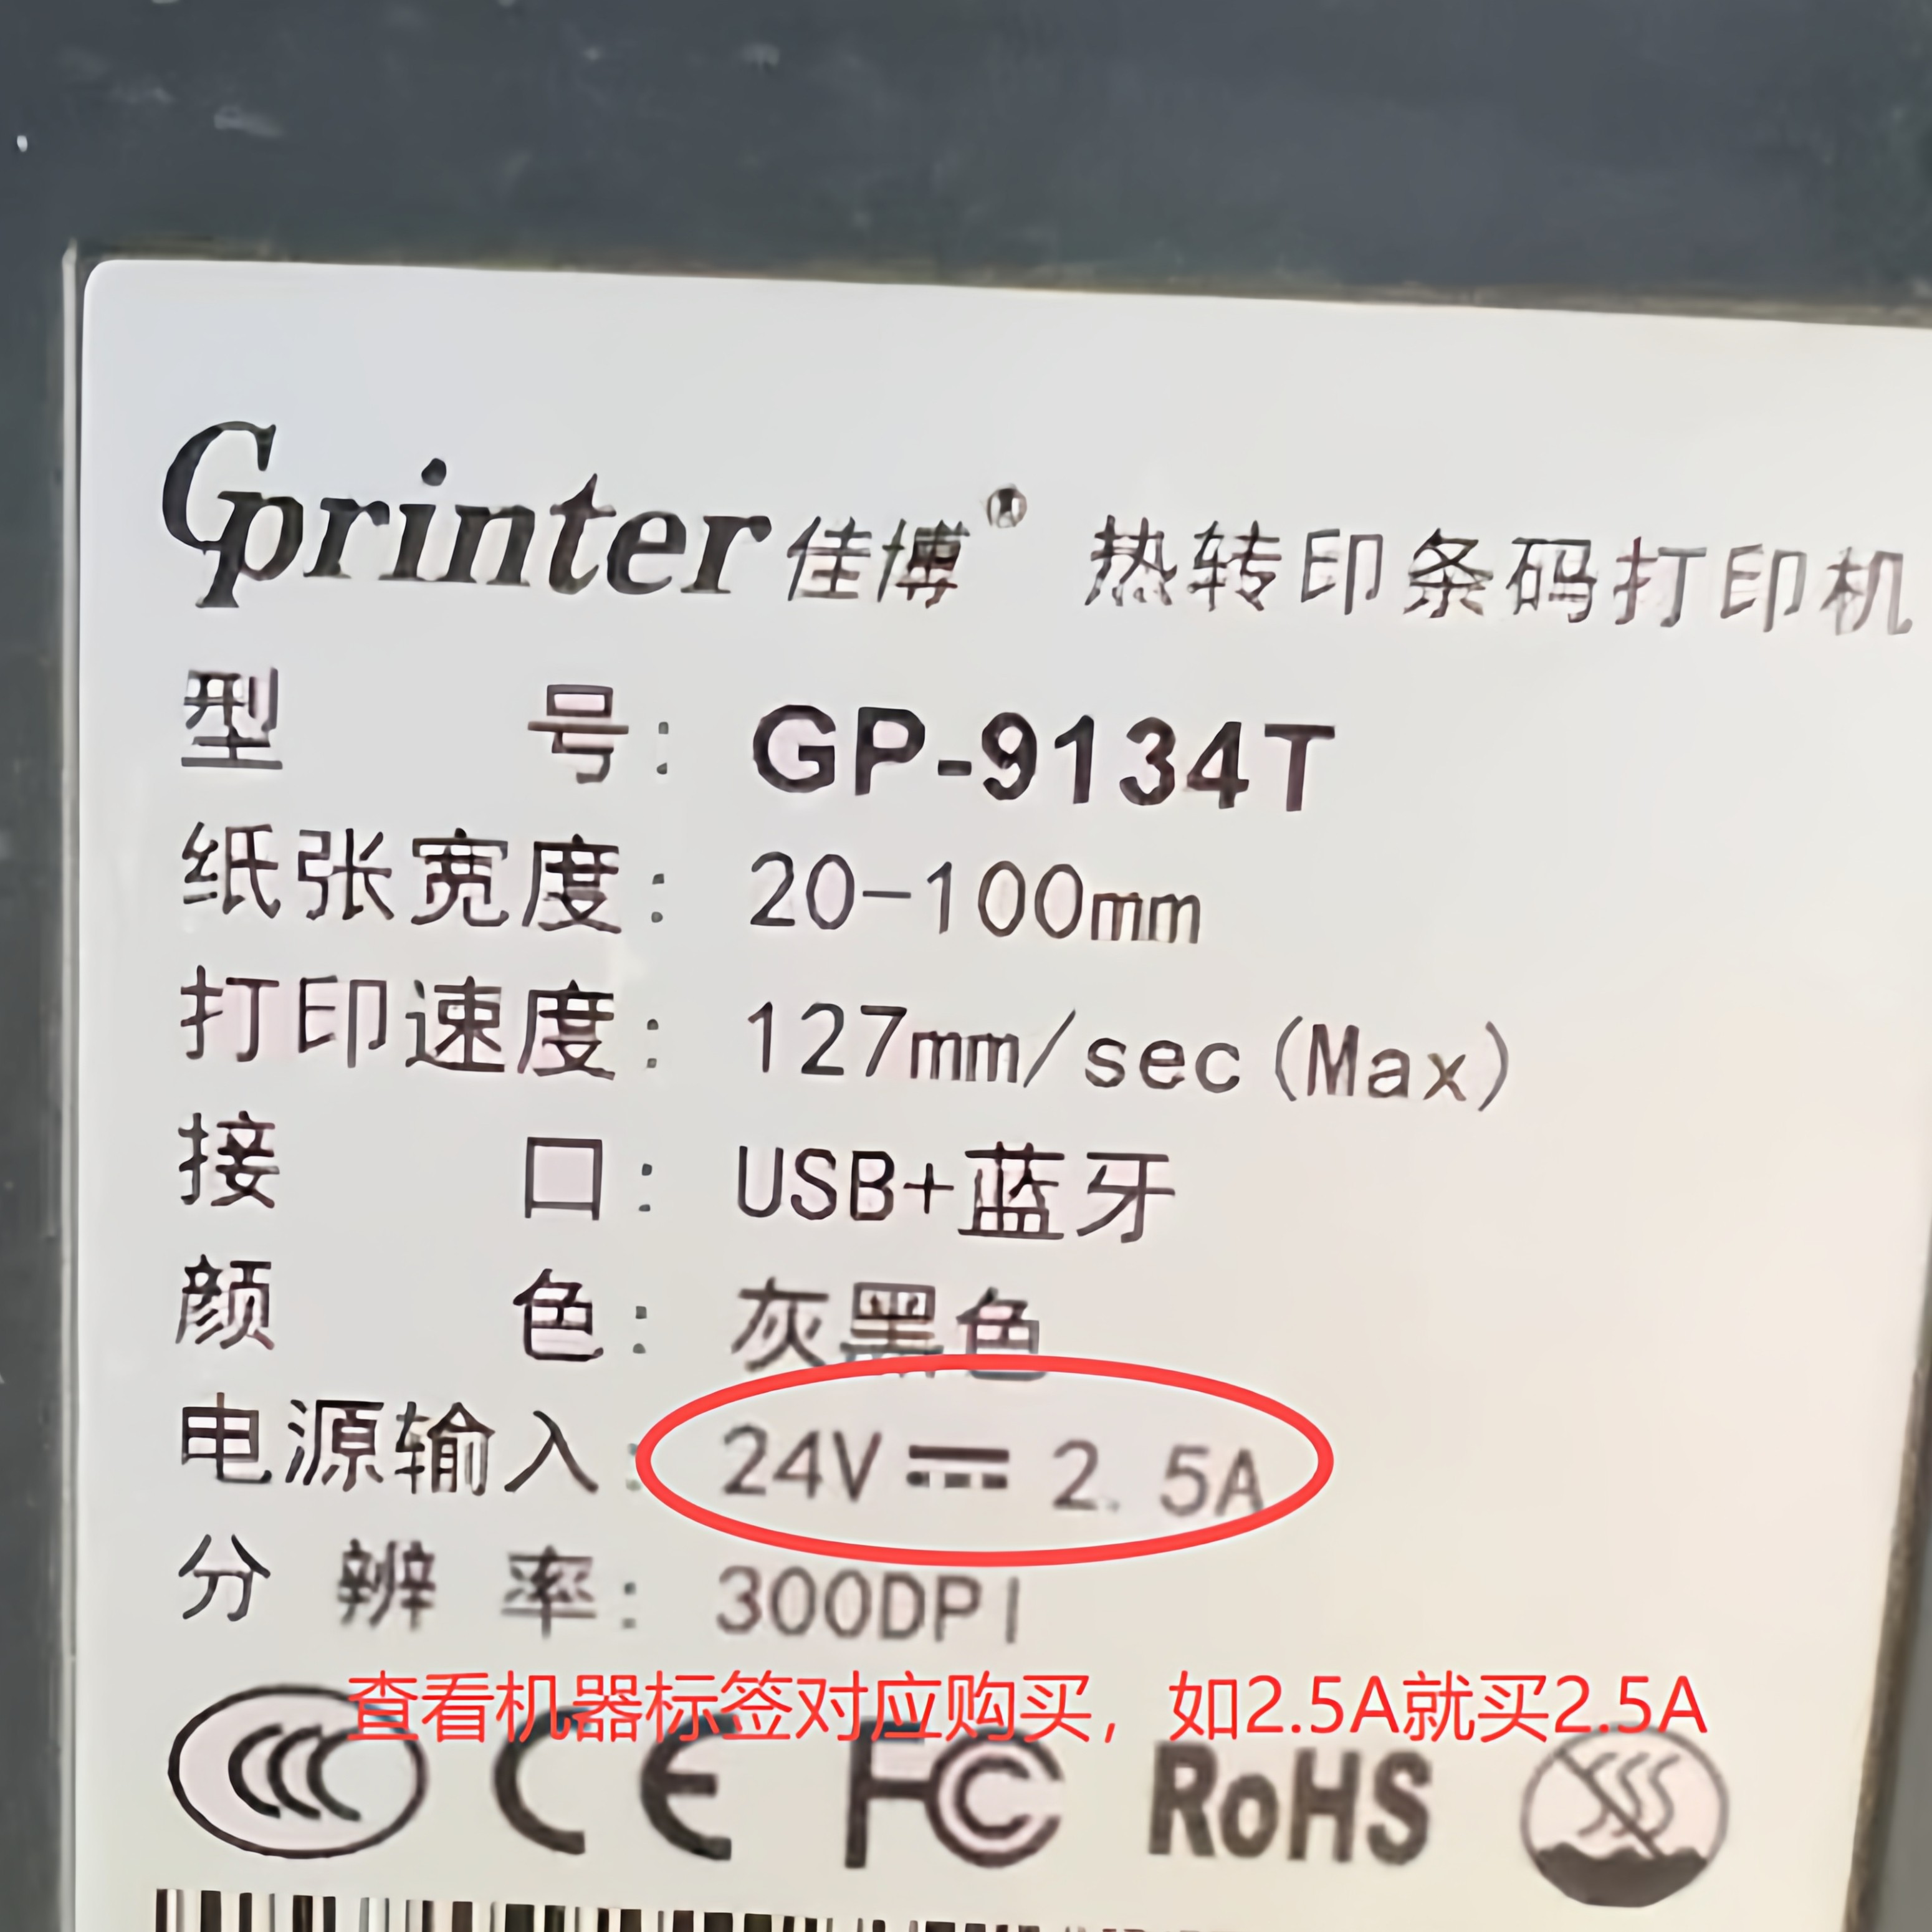 Gprinter佳博® 热转印条码打印机
型号：GP-9134T
纸张宽度：20-100mm
打印速度：127mm/sec(Max)
接口：USB+蓝牙
颜色：灰黑色
电源输入：24V⎓2.5A
分辨率：300DPI
查看机器标签对应购买，如2.5A就买2.5A
CCC CE FC RoHS